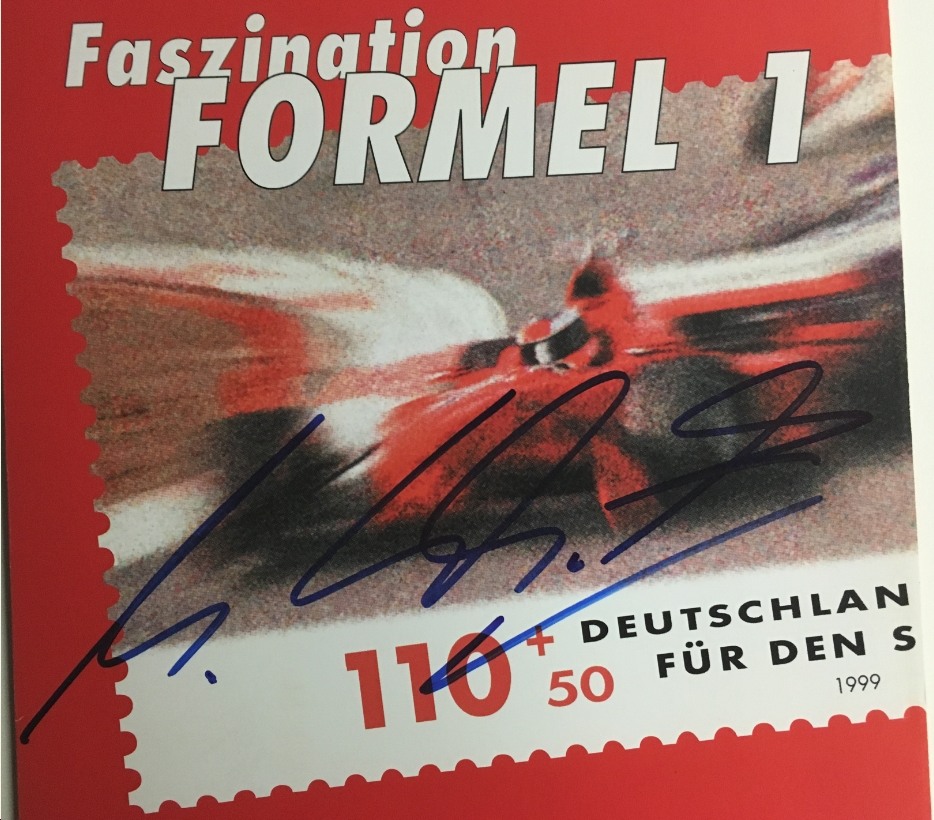 Faszination
FORMEL 1
110 + 50
DEUTSCHLAN
FÜR DEN S
1999